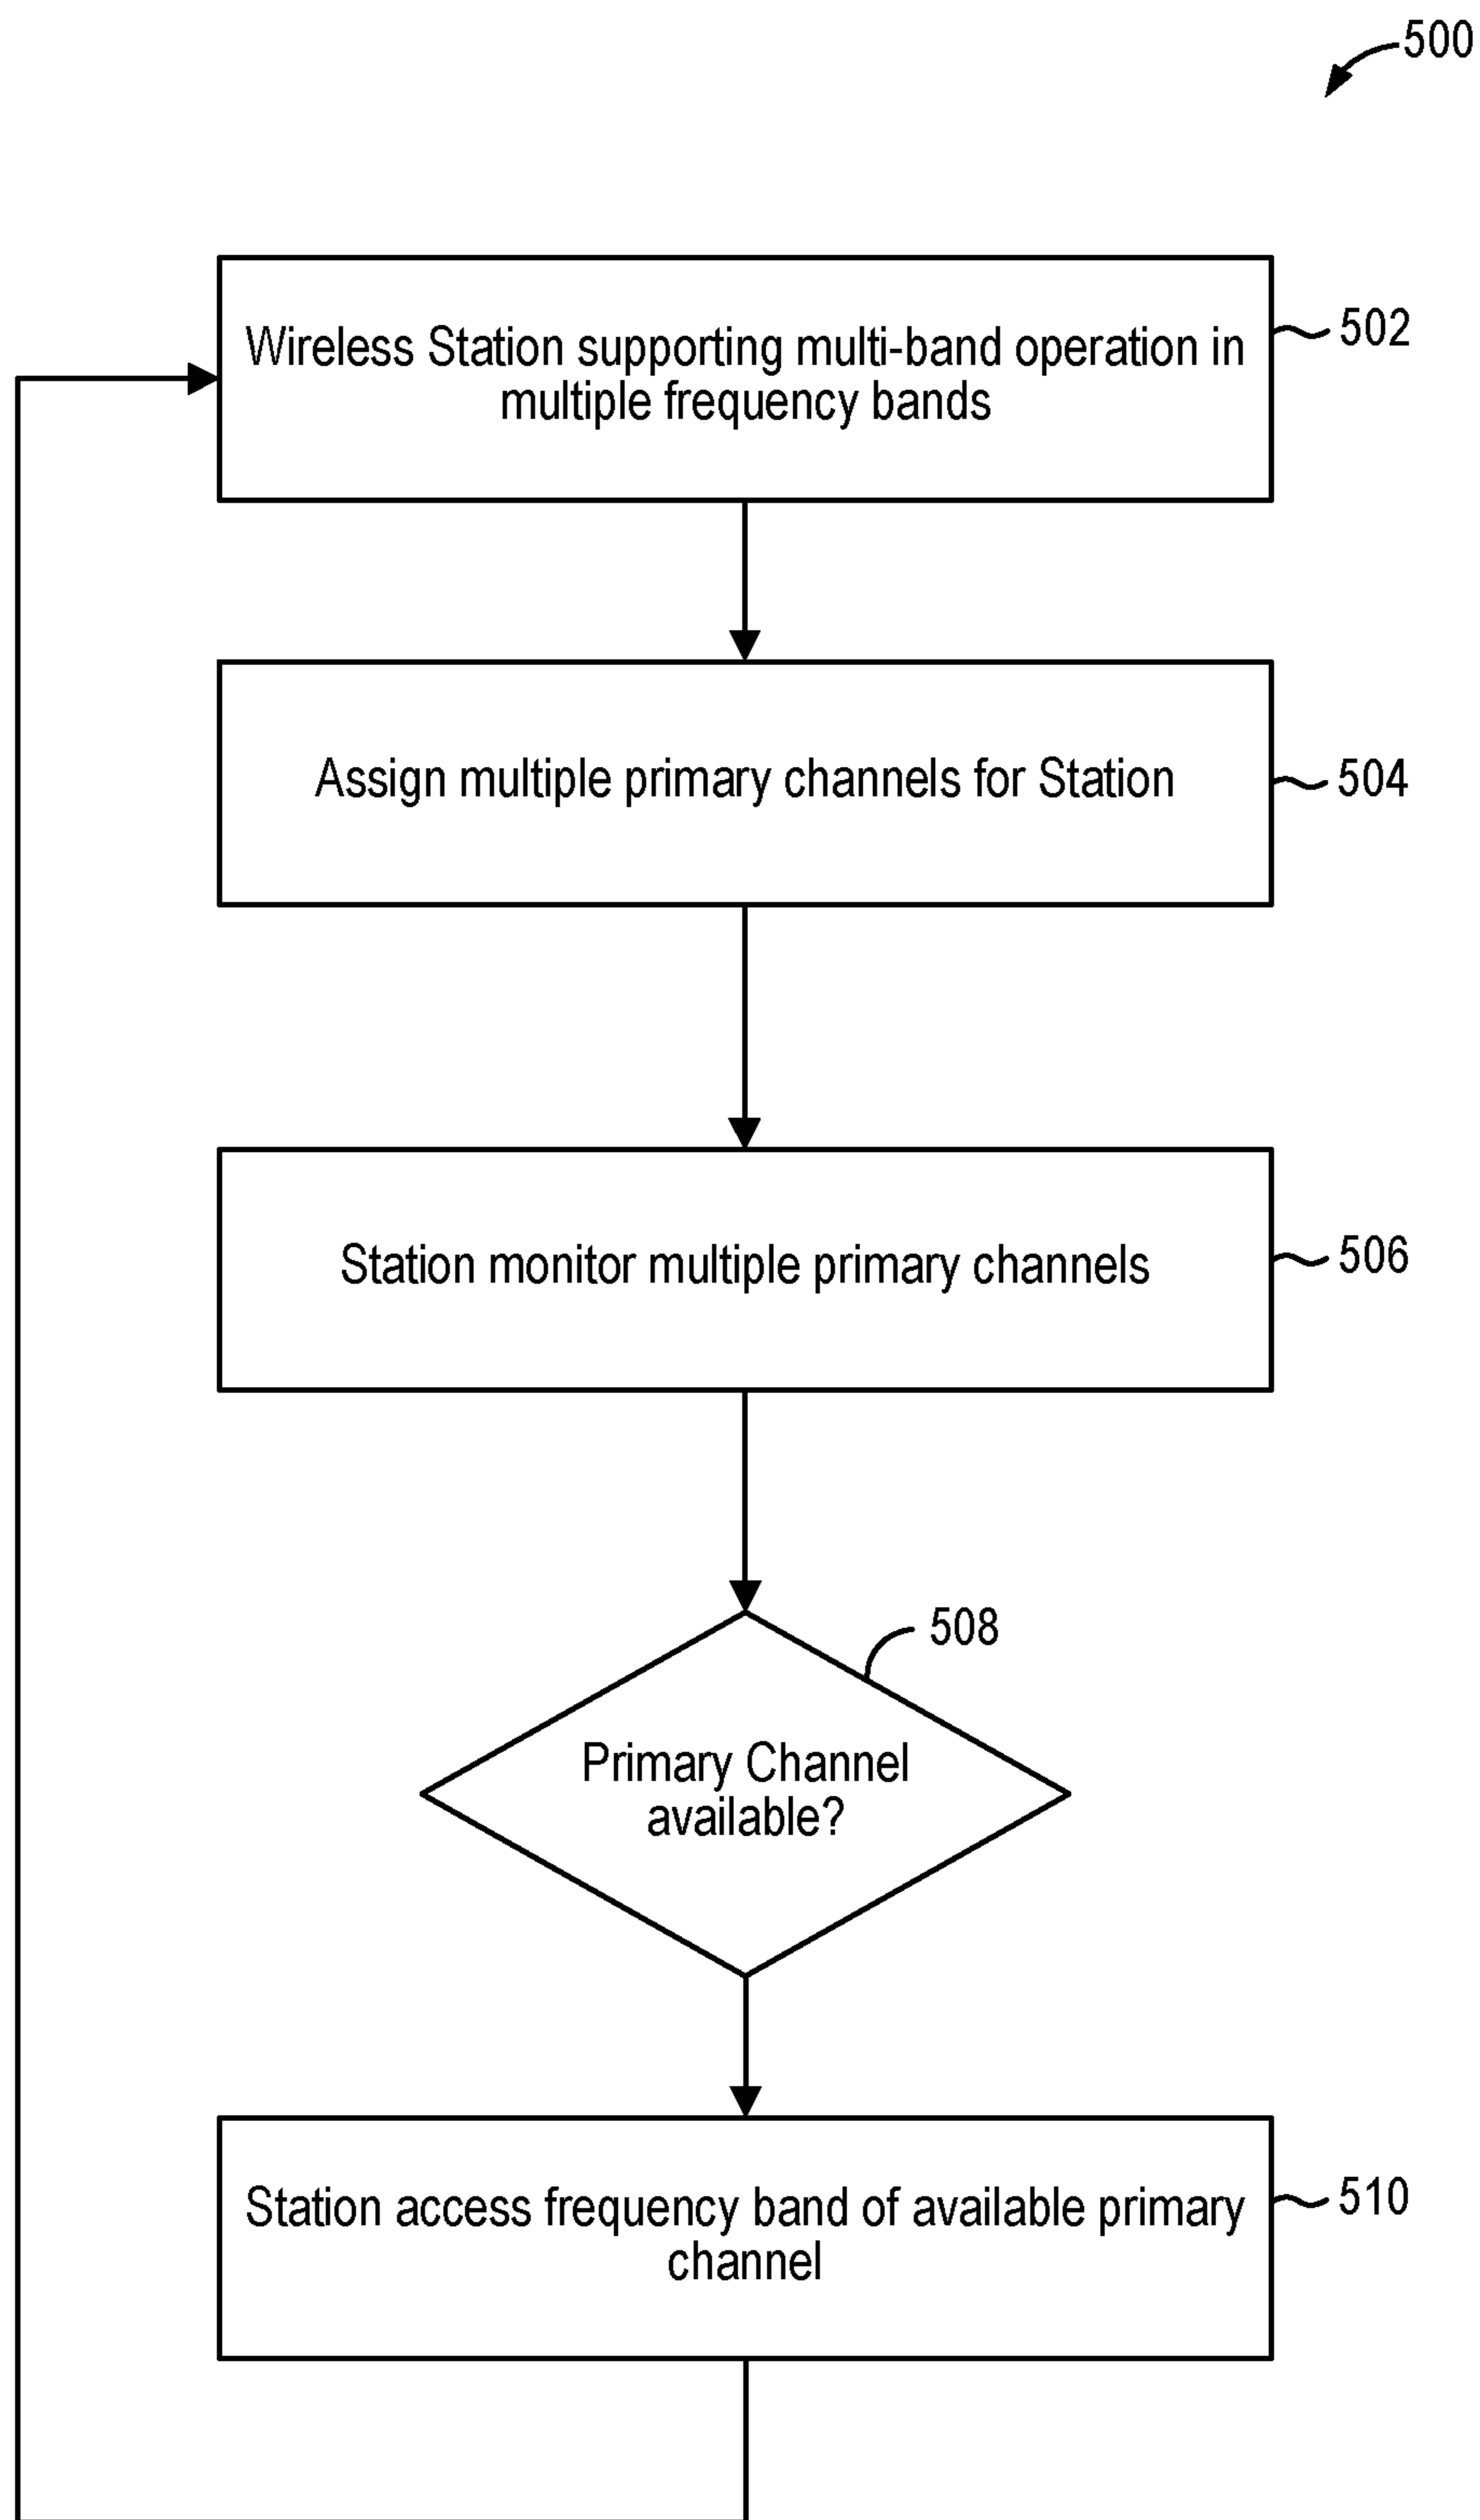 500
Wireless Station supporting multi-band operation in
multiple frequency bands
502
Assign multiple primary channels for Station
504
Station monitor multiple primary channels
506
508
Primary Channel
available?
Station access frequency band of available primary
channel
510